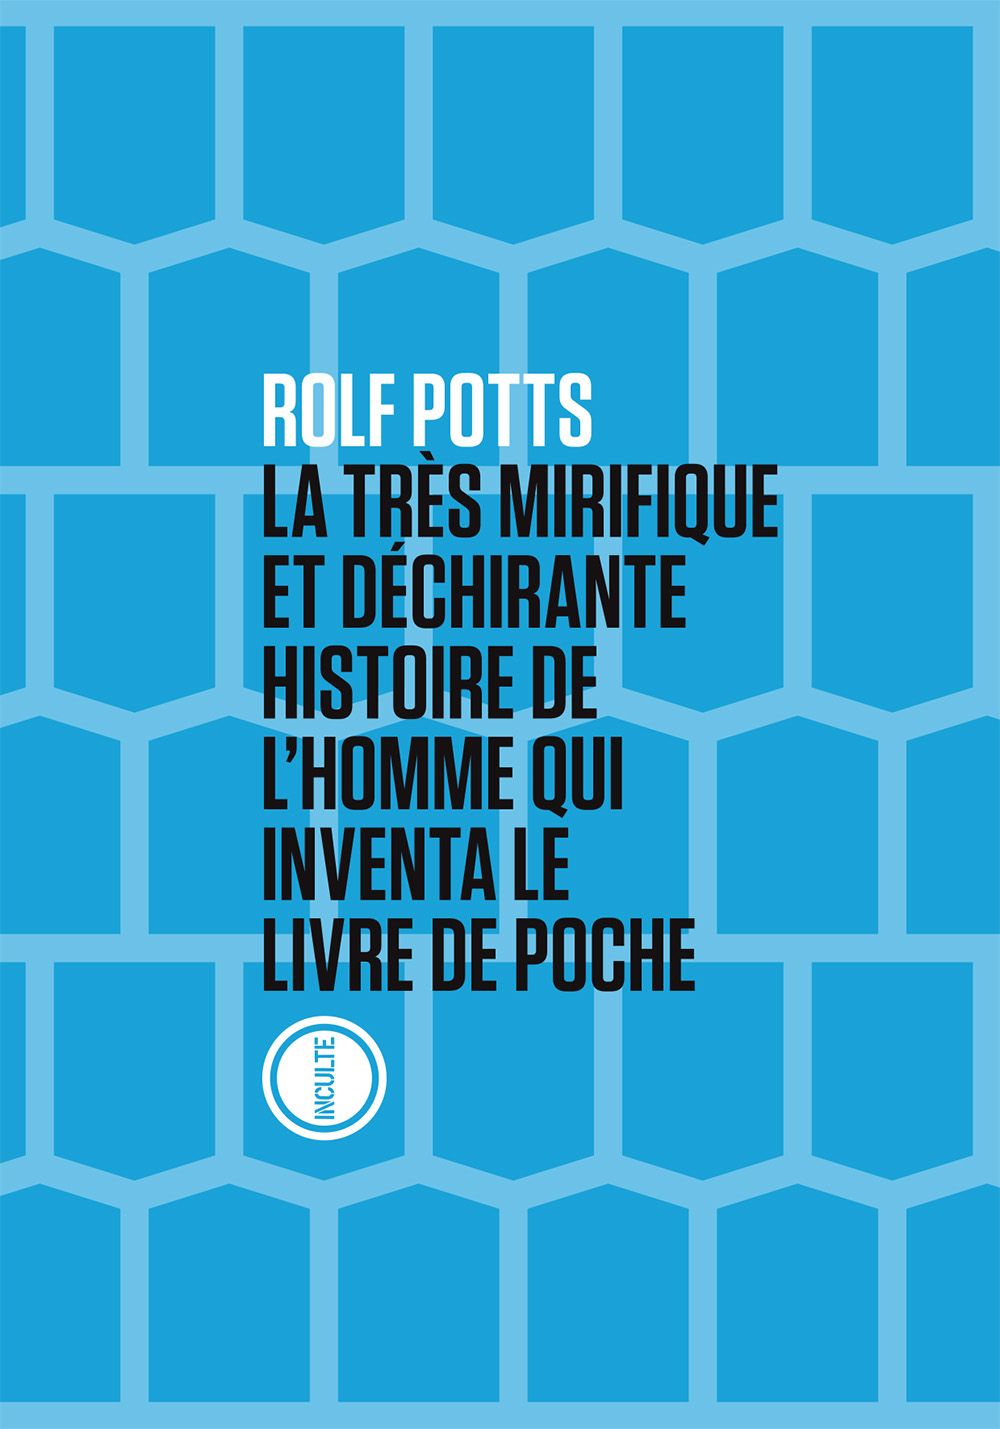 ROLF POTTS
LA TRÈS MIRIFIQUE
ET DÉCHIRANTE
HISTOIRE DE
L'HOMME QUI
INVENTA LE
LIVRE DE POCHE
INCULTE